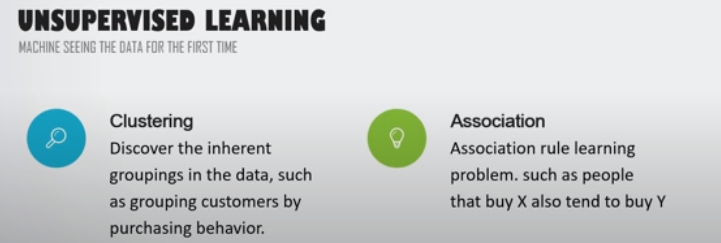 UNSUPERVISED LEARNING
MACHINE SEEING THE DATA FOR THE FIRST TIME
Clustering
Discover the inherent
groupings in the data, such
as grouping customers by
purchasing behavior.
Association
Association rule learning
problem. such as people
that buy X also tend to buy Y